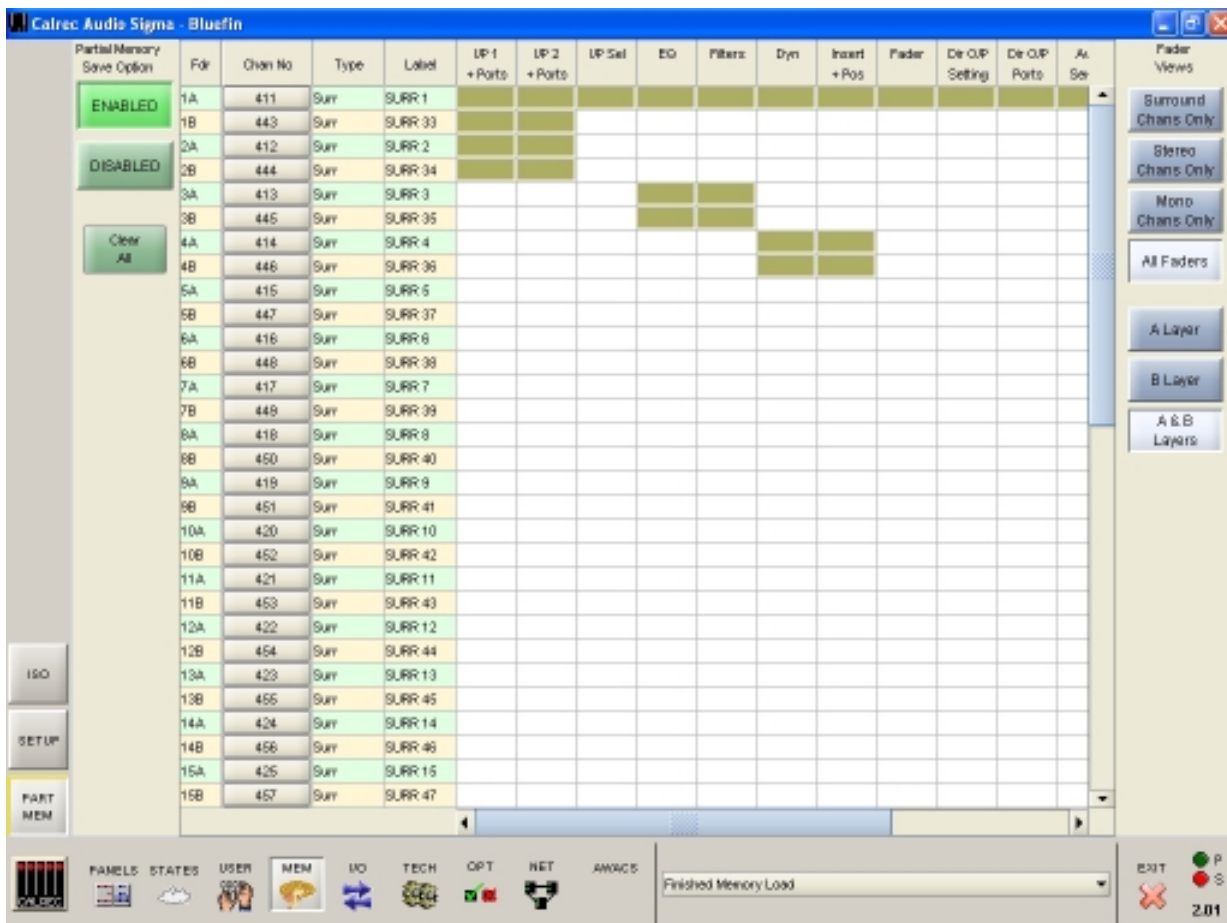 Calrec Audio Sigma - Bluefin
Partial Memory
Save Option
ENABLED
DISABLED
Clear
All
Fdr Chan No Type Label I/P 1 + Ports I/P 2 + Ports I/P Sel EQ Filters Dyn Insert + Pos Fader Dir O/P Setting Dir O/P Ports
1A 411 Surr SURR 1
1B 443 Surr SURR 33
2A 412 Surr SURR 2
2B 444 Surr SURR 34
3A 413 Surr SURR 3
3B 445 Surr SURR 35
4A 414 Surr SURR 4
4B 446 Surr SURR 36
5A 415 Surr SURR 5
5B 447 Surr SURR 37
6A 416 Surr SURR 6
6B 448 Surr SURR 38
7A 417 Surr SURR 7
7B 449 Surr SURR 39
8A 418 Surr SURR 8
8B 450 Surr SURR 40
9A 419 Surr SURR 9
9B 451 Surr SURR 41
10A 420 Surr SURR 10
10B 452 Surr SURR 42
11A 421 Surr SURR 11
11B 453 Surr SURR 43
12A 422 Surr SURR 12
12B 454 Surr SURR 44
13A 423 Surr SURR 13
13B 455 Surr SURR 45
14A 424 Surr SURR 14
14B 456 Surr SURR 46
15A 425 Surr SURR 15
15B 457 Surr SURR 47
Fader
Views
Surround
Chans Only
Stereo
Chans Only
Mono
Chans Only
All Faders
A Layer
B Layer
A & B
Layers
ISO
SETUP
PART
MEM
CALREC
PANELS STATES USER MEM I/O TECH OPT NET AWACS
Finished Memory Load
EXIT
P
S
2.01